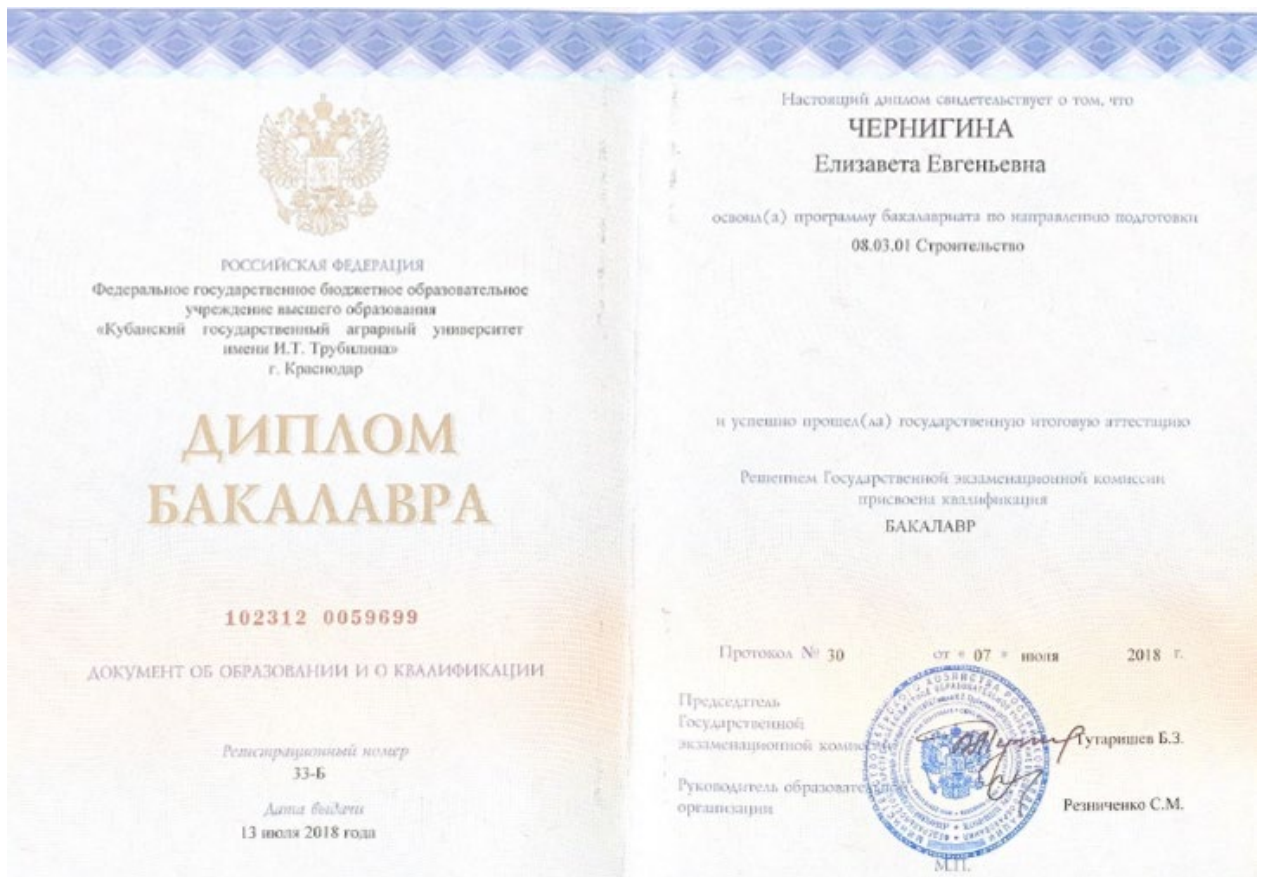 РОССИЙСКАЯ ФЕДЕРАЦИЯ
Федеральное государственное бюджетное образовательное
учреждение высшего образования
«Кубанский государственный аграрный университет
имени И.Т. Трубилина»
г. Краснодар
ДИПЛОМ
БАКАЛАВРА
102312 0059699
ДОКУМЕНТ ОБ ОБРАЗОВАНИИ И О КВАЛИФИКАЦИИ
Регистрационный номер
33-Б
Дата выдачи
13 июля 2018 года
Настоящий диплом свидетельствует о том, что
ЧЕРНИГИНА
Елизавета Евгеньевна
освоил(а) программу бакалавриата по направлению подготовки
08.03.01 Строительство
и успешно прошел(ла) государственную итоговую аттестацию
Решением Государственной экзаменационной комиссии
присвоена квалификация
БАКАЛАВР
Протокол № 30 от « 07 » июля 2018 г.
Председатель
Государственной
экзаменационной комиссии
Тутаришев Б.З.
Руководитель образовательной
организации
Резниченко С.М.
М.П.